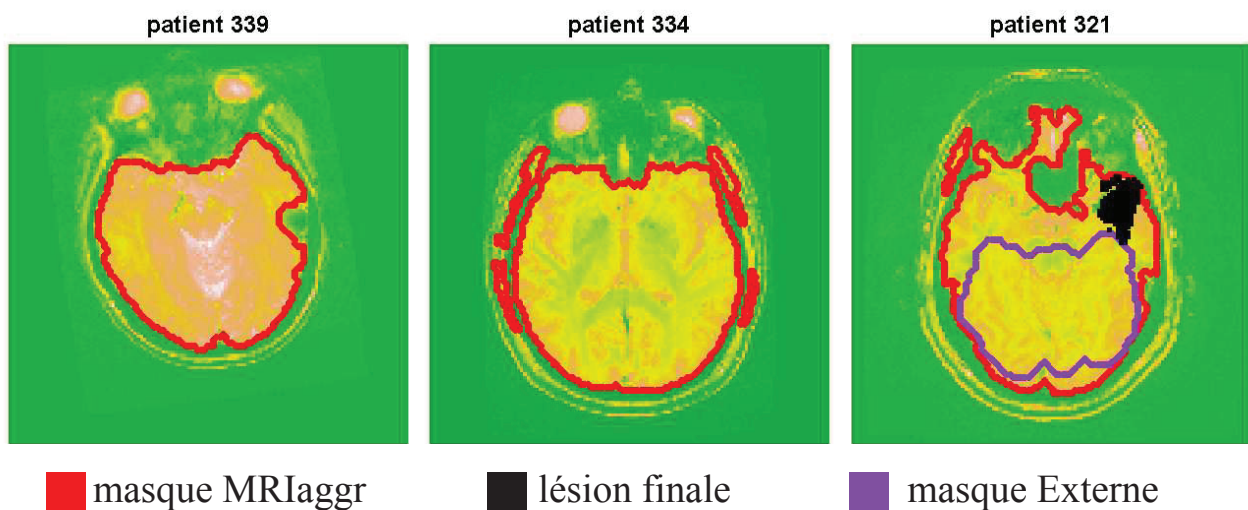 patient 339
patient 334
patient 321
masque MRIaggr
lésion finale
masque Externe